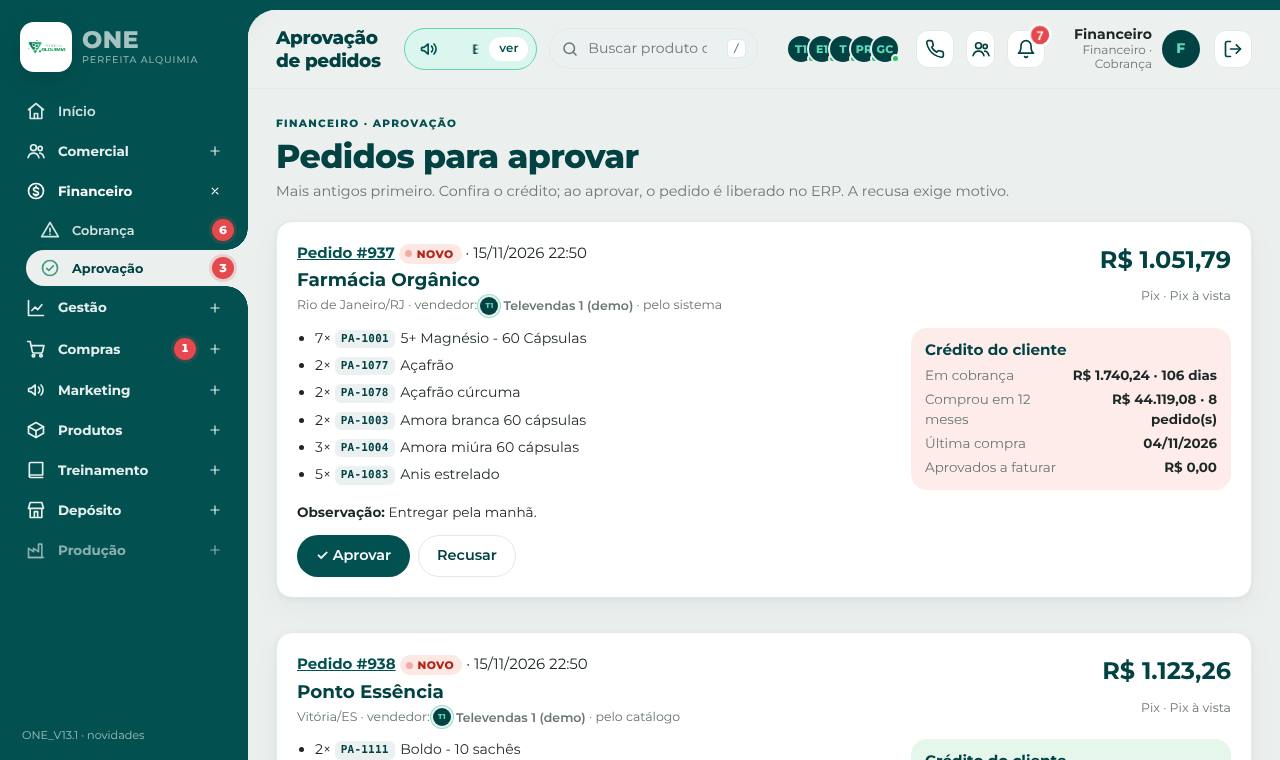 ONE
PERFEITA ALQUIMIA
Início
Comercial
Financeiro
Cobrança 6
Aprovação 3
Gestão
Compras 1
Marketing
Produtos
Treinamento
Depósito
Produção
ONE_V13.1 · novidades
Aprovação de pedidos
ver
Buscar produto c /
T1 E1 T PR GC
7
Financeiro
Financeiro · Cobrança
F
FINANCEIRO · APROVAÇÃO
Pedidos para aprovar
Mais antigos primeiro. Confira o crédito; ao aprovar, o pedido é liberado no ERP. A recusa exige motivo.
Pedido #937 NOVO · 15/11/2026 22:50
R$ 1.051,79
Farmácia Orgânico
Pix · Pix à vista
Rio de Janeiro/RJ · vendedor: T1 Televendas 1 (demo) · pelo sistema
7× PA-1001 5+ Magnésio - 60 Cápsulas
2× PA-1077 Açafrão
2× PA-1078 Açafrão cúrcuma
2× PA-1003 Amora branca 60 cápsulas
3× PA-1004 Amora miúra 60 cápsulas
5× PA-1083 Anis estrelado
Crédito do cliente
Em cobrança R$ 1.740,24 · 106 dias
Comprou em 12 meses R$ 44.119,08 · 8 pedido(s)
Última compra 04/11/2026
Aprovados a faturar R$ 0,00
Observação: Entregar pela manhã.
✓ Aprovar
Recusar
Pedido #938 NOVO · 15/11/2026 22:50
R$ 1.123,26
Ponto Essência
Pix · Pix à vista
Vitória/ES · vendedor: T1 Televendas 1 (demo) · pelo catálogo
2× PA-1111 Boldo - 10 sachês